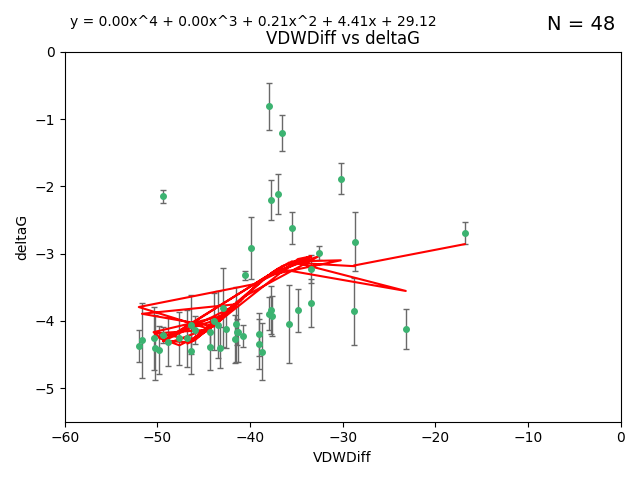 y = 0.00x^4 + 0.00x^3 + 0.21x^2 + 4.41x + 29.12
N = 48
VDWDiff vs deltaG
0
−1
−2
−3
−4
−5
deltaG
−60 −50 −40 −30 −20 −10 0
VDWDiff